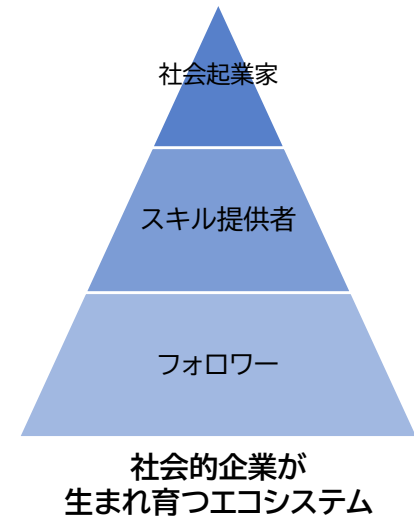 社会起業家
スキル提供者
フォロワー
社会的企業が
生まれ育つエコシステム